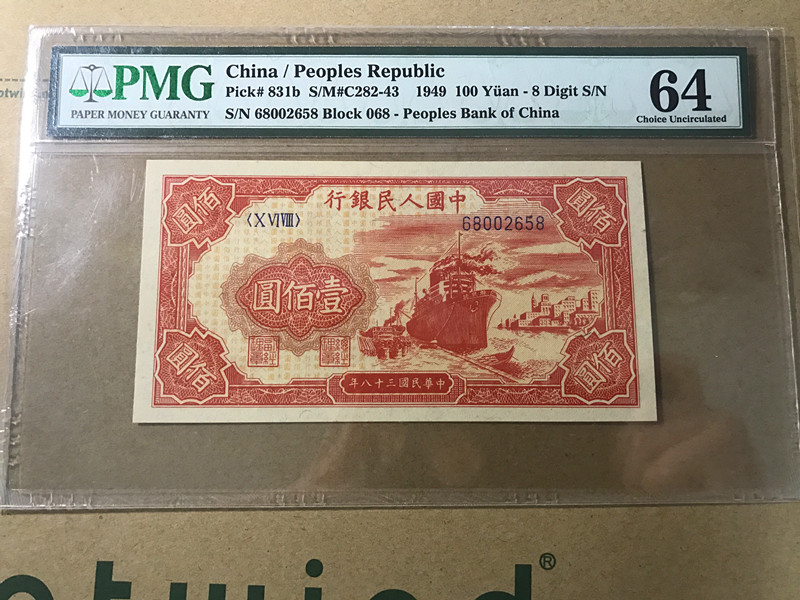 PMG
PAPER MONEY GUARANTY
China / Peoples Republic
Pick# 831b S/M#C282-43 1949 100 Yüan - 8 Digit S/N
S/N 68002658 Block 068 - Peoples Bank of China
64
Choice Uncirculated
行銀民人國中
〈X VI VIII〉
68002658
圓佰
圓佰
圓佰壹
圓佰
圓佰
年八十三國民華中
®